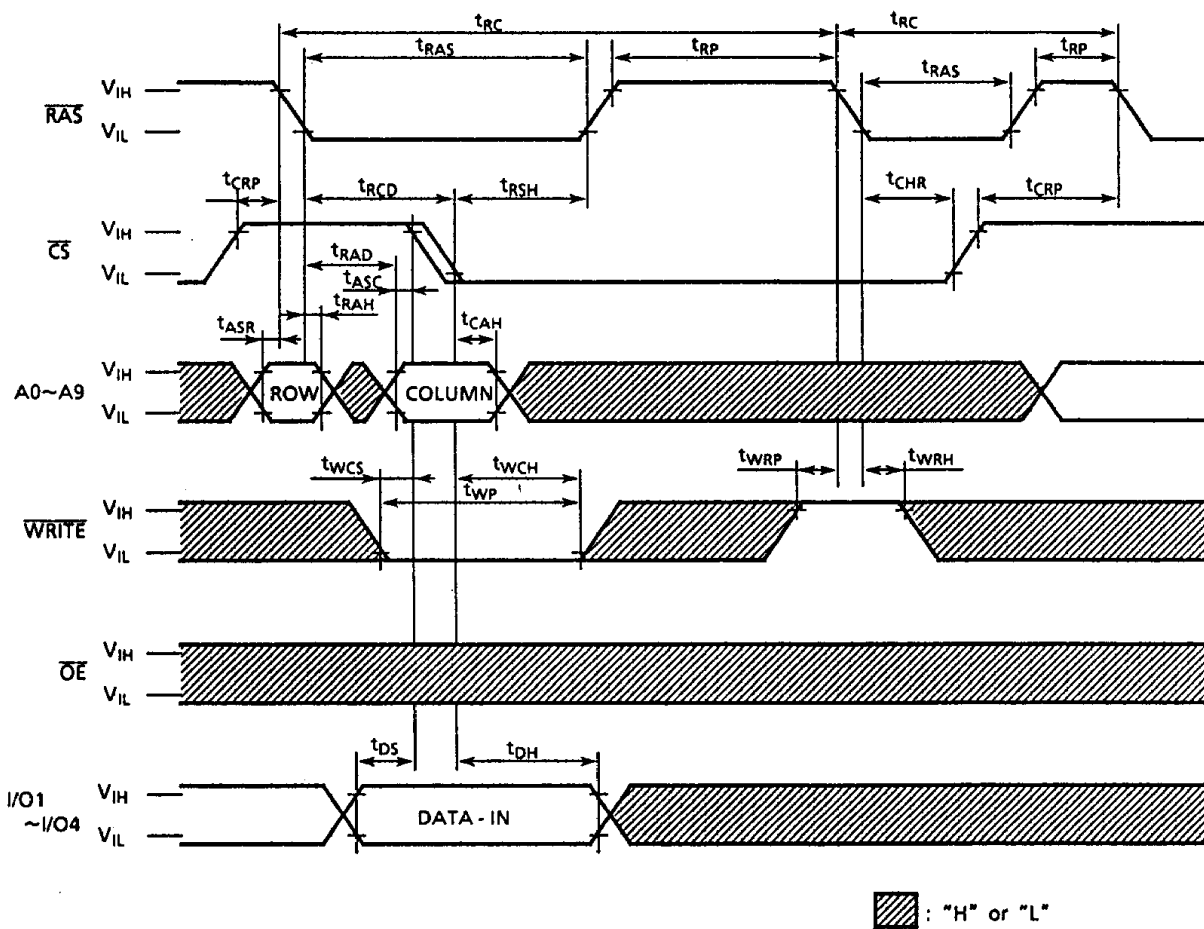 tRC tRC
tRAS tRP tRAS tRP
RAS VIH
VIL
tCRP tRCD tRSH tCHR tCRP
CS VIH
VIL
tRAD
tASC
tRAH
tASR tCAH
A0~A9 VIH
VIL
ROW COLUMN
tWCS tWCH tWRP tWRH
tWP
WRITE VIH
VIL
OE VIH
VIL
tDS tDH
I/O1
~I/O4 VIH
VIL
DATA - IN
: "H" or "L"